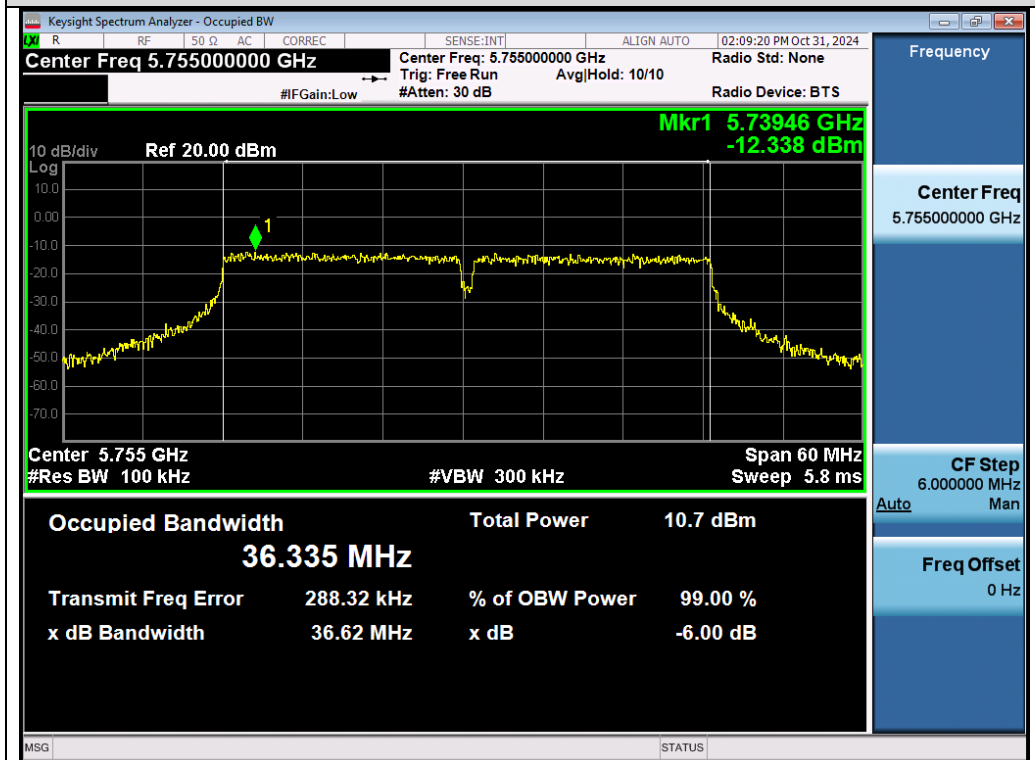 Keysight Spectrum Analyzer - Occupied BW
LXI R RF 50 Ω AC CORREC SENSE:INT ALIGN AUTO 02:09:20 PM Oct 31, 2024
Center Freq 5.755000000 GHz
Center Freq: 5.755000000 GHz Radio Std: None
Trig: Free Run Avg|Hold: 10/10
#IFGain:Low #Atten: 30 dB Radio Device: BTS
Mkr1 5.73946 GHz
-12.338 dBm
10 dB/div Ref 20.00 dBm
Log
10.0
0.00
-10.0
-20.0
-30.0
-40.0
-50.0
-60.0
-70.0
1
Center 5.755 GHz Span 60 MHz
#Res BW 100 kHz #VBW 300 kHz Sweep 5.8 ms
Occupied Bandwidth Total Power 10.7 dBm
36.335 MHz
Transmit Freq Error 288.32 kHz % of OBW Power 99.00 %
x dB Bandwidth 36.62 MHz x dB -6.00 dB
MSG STATUS
Frequency
Center Freq
5.755000000 GHz
CF Step
6.000000 MHz
Auto Man
Freq Offset
0 Hz